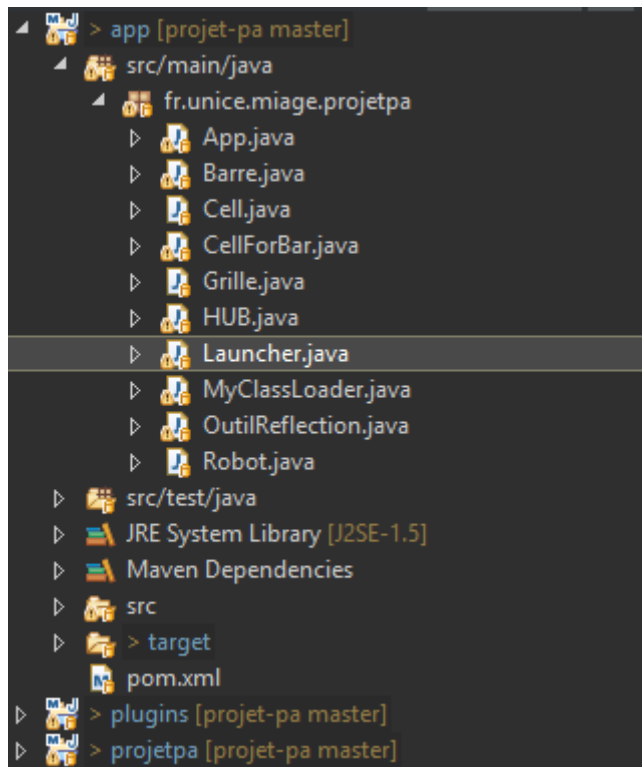 > app [projet-pa master]
src/main/java
fr.unice.miage.projetpa
App.java
Barre.java
Cell.java
CellForBar.java
Grille.java
HUB.java
Launcher.java
MyClassLoader.java
OutilReflection.java
Robot.java
src/test/java
JRE System Library [J2SE-1.5]
Maven Dependencies
src
> target
pom.xml
> plugins [projet-pa master]
> projetpa [projet-pa master]